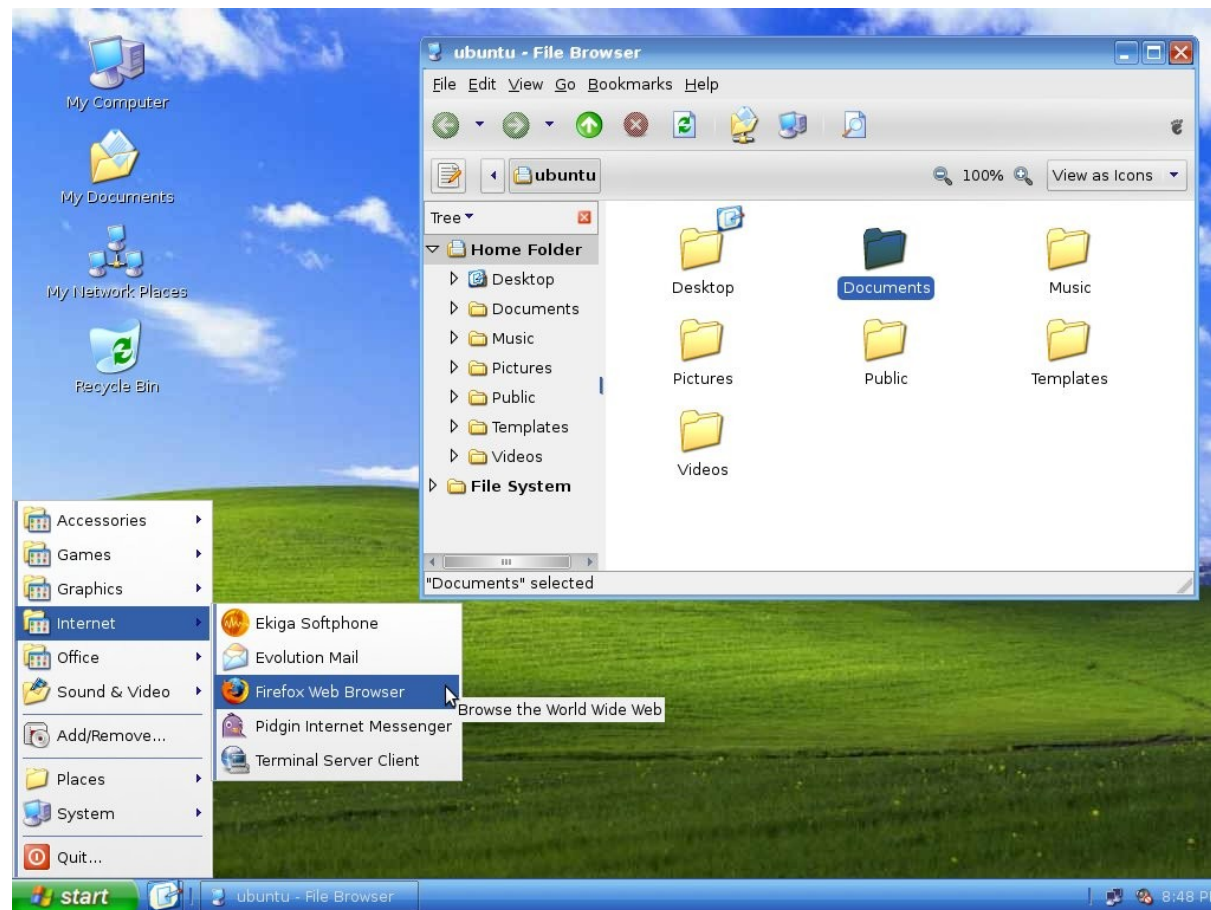 My Computer
My Documents
My Network Places
Recycle Bin
ubuntu - File Browser
File Edit View Go Bookmarks Help
ubuntu
100%
View as Icons
Tree
Home Folder
Desktop
Documents
Music
Pictures
Public
Templates
Videos
File System
Desktop
Documents
Music
Pictures
Public
Templates
Videos
"Documents" selected
Accessories
Games
Graphics
Internet
Office
Sound & Video
Add/Remove...
Places
System
Quit...
Ekiga Softphone
Evolution Mail
Firefox Web Browser
Pidgin Internet Messenger
Terminal Server Client
Browse the World Wide Web
start
ubuntu - File Browser
8:48 P